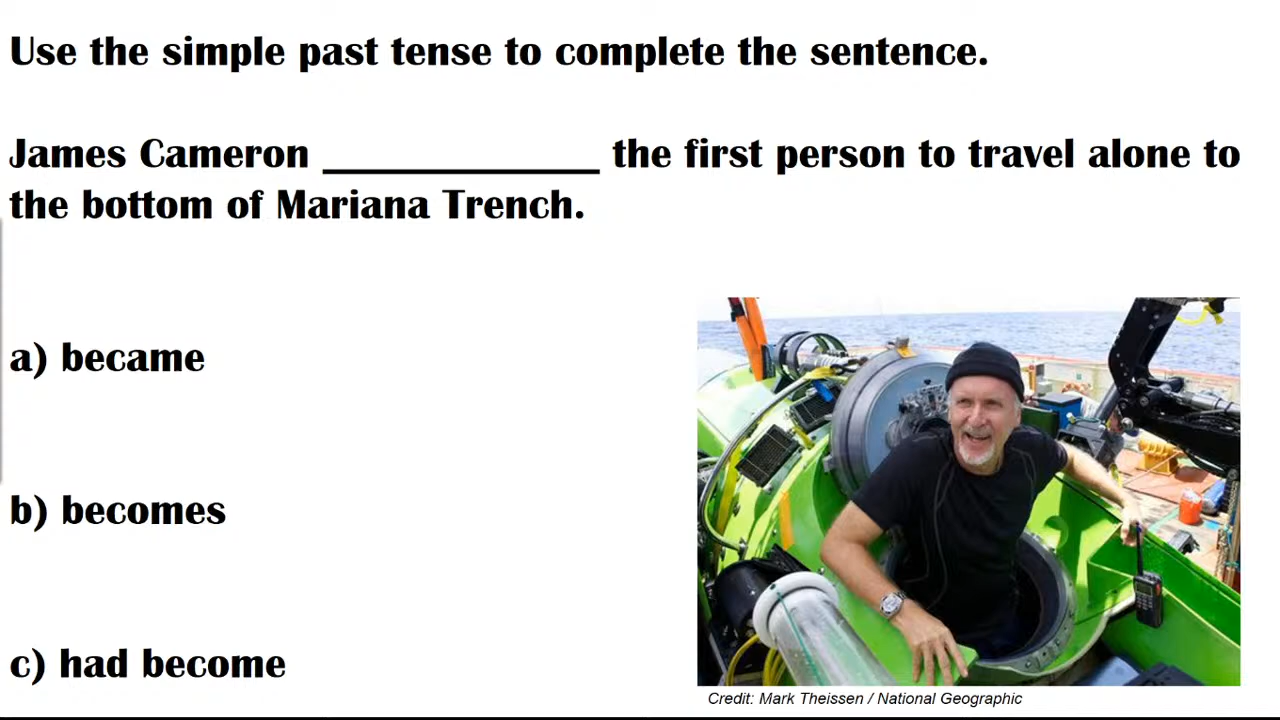 Use the simple past tense to complete the sentence.
James Cameron ______________ the first person to travel alone to
the bottom of Mariana Trench.
a) became
b) becomes
c) had become
Credit: Mark Theissen / National Geographic